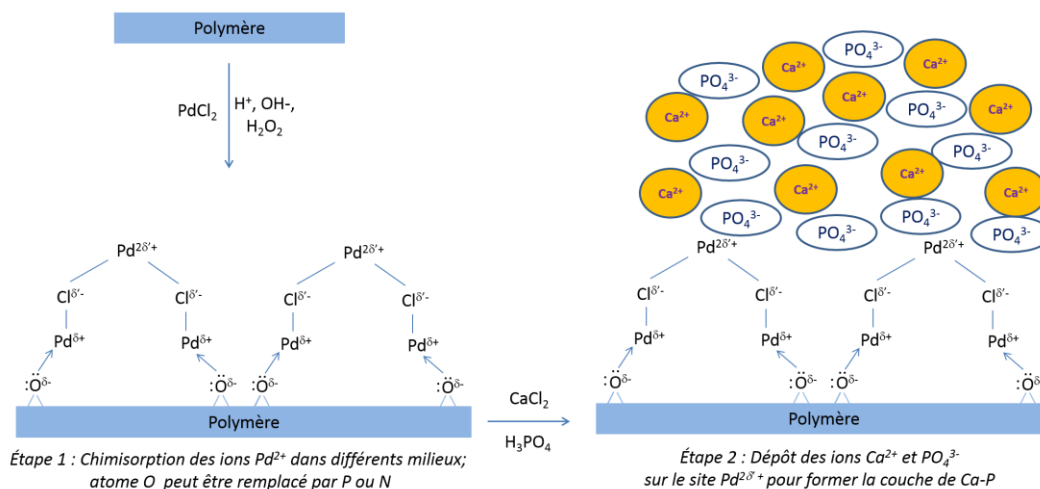 Polymère
PdCl2
H+, OH-,
H2O2
Pd2δ'+ Pd2δ'+
Clδ'- Clδ'- Clδ'- Clδ'-
Pdδ+ Pdδ+ Pdδ+ Pdδ+
:Öδ- :Öδ- :Öδ- :Öδ-
Polymère
Étape 1 : Chimisorption des ions Pd2+ dans différents milieux;
atome O peut être remplacé par P ou N
CaCl2
H3PO4
PO43-
Ca2+
Ca2+
PO43-
Ca2+
Ca2+
PO43-
Ca2+
Ca2+
Ca2+
PO43-
PO43-
PO43-
Ca2+
PO43-
Ca2+
Ca2+
Ca2+
PO43-
PO43-
PO43-
PO43-
Pd2δ'+ Pd2δ'+
Clδ'- Clδ'- Clδ'- Clδ'-
Pdδ+ Pdδ+ Pdδ+ Pdδ+
:Öδ- :Öδ- :Öδ- :Öδ-
Polymère
Étape 2 : Dépôt des ions Ca2+ et PO43-
sur le site Pd2δ'+ pour former la couche de Ca-P